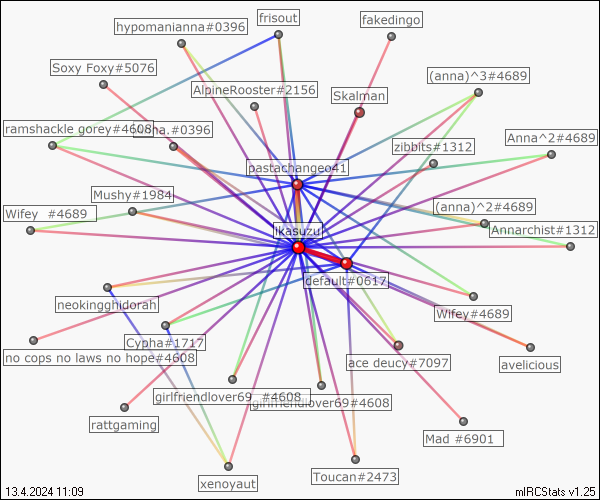 frisout
hypomanianna#0396
fakedingo
Soxy Foxy#5076
(anna)^3#4689
AlpineRooster#2156
Skalman
ramshackle gorey#4608
Anna^2#4689
zibbits#1312
pastachangeo41
Mushy#1984
(anna)^2#4689
Wifey #4689
Annarchist#1312
ikasuzu
default#0617
neokingghidorah
Wifey#4689
Cypha#1717
no cops no laws no hope#4608
ace deucy#7097
avelicious
girlfriendlover69 #4608
girlfriendlover69#4608
rattgaming
Mad #6901
Toucan#2473
xenoyaut
13.4.2024 11:09
mIRCStats v1.25